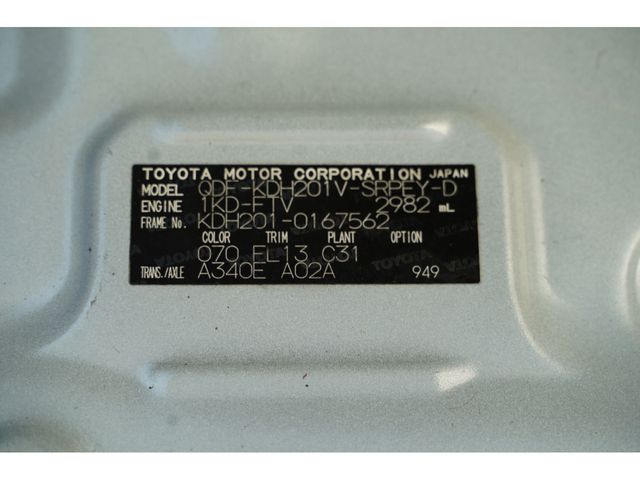 TOYOTA MOTOR CORPORATION JAPAN
MODEL QDF-KDH201V-SRPEY-D
ENGINE 1KD-FTV 2982 mL
FRAME No. KDH201-0167562
COLOR TRIM PLANT OPTION
070 EL13 C31
TRANS./AXLE A340E A02A 949